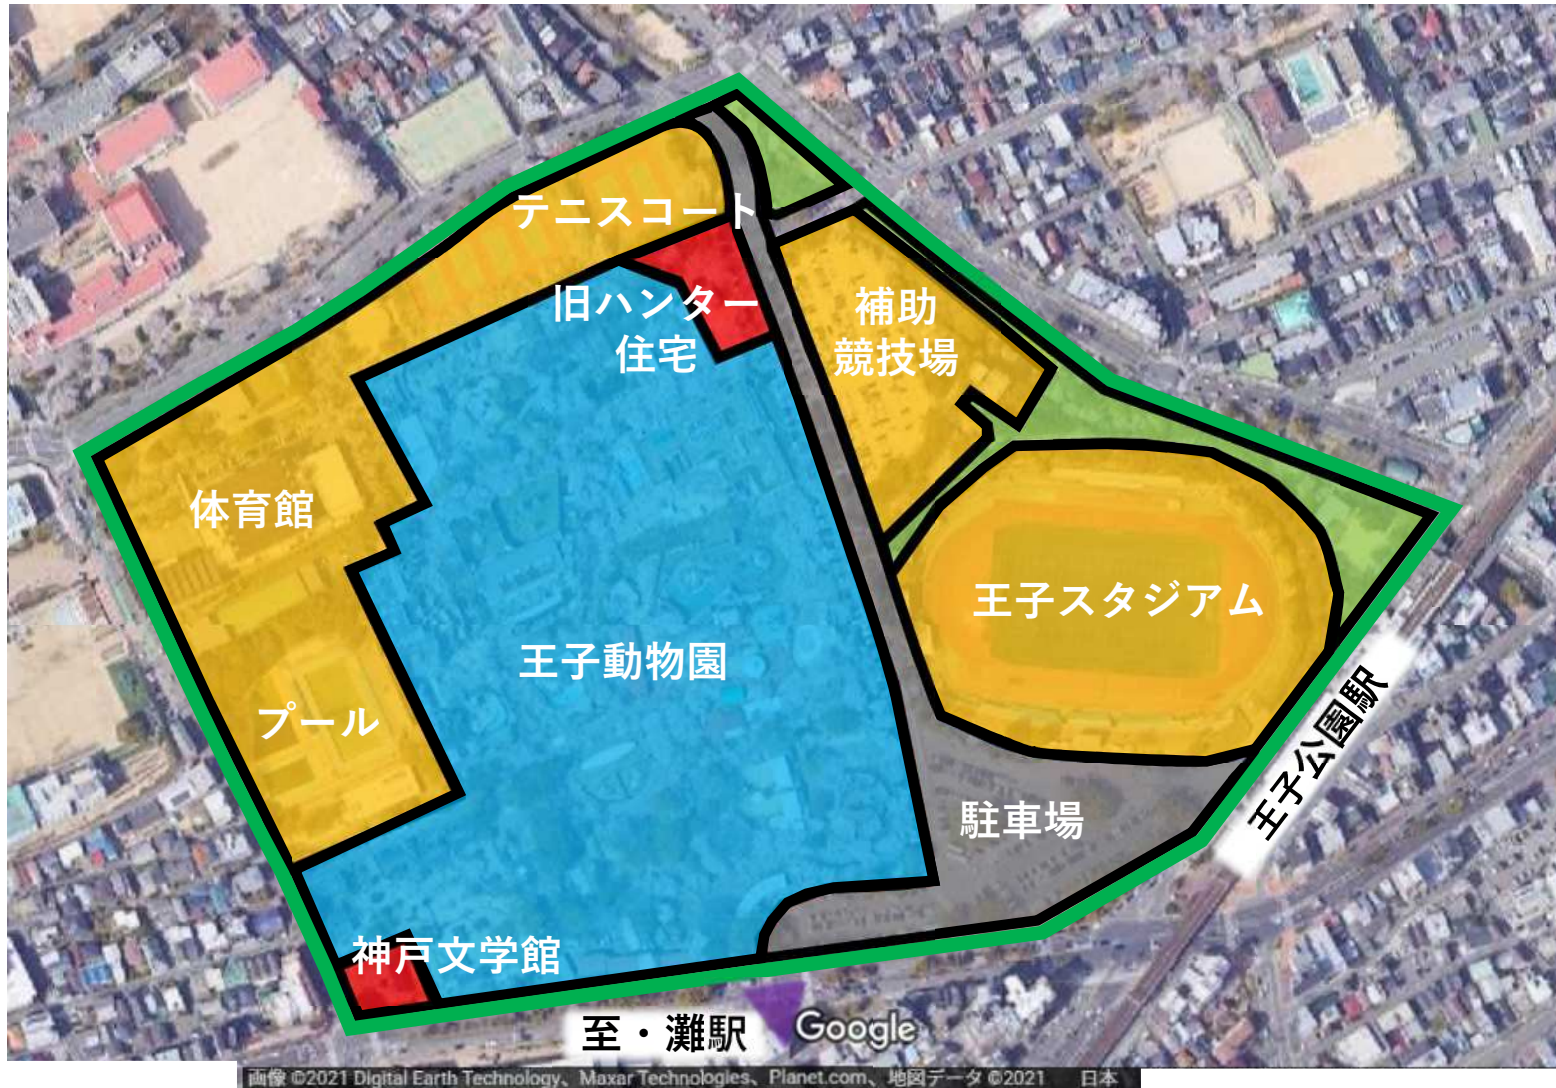 テニスコート
旧ハンター
住宅
補助
競技場
体育館
王子スタジアム
王子動物園
プール
王子公園駅
駐車場
神戸文学館
至・灘駅
Google
画像 ©2021 Digital Earth Technology、Maxar Technologies、Planet.com、地図データ ©2021 日本